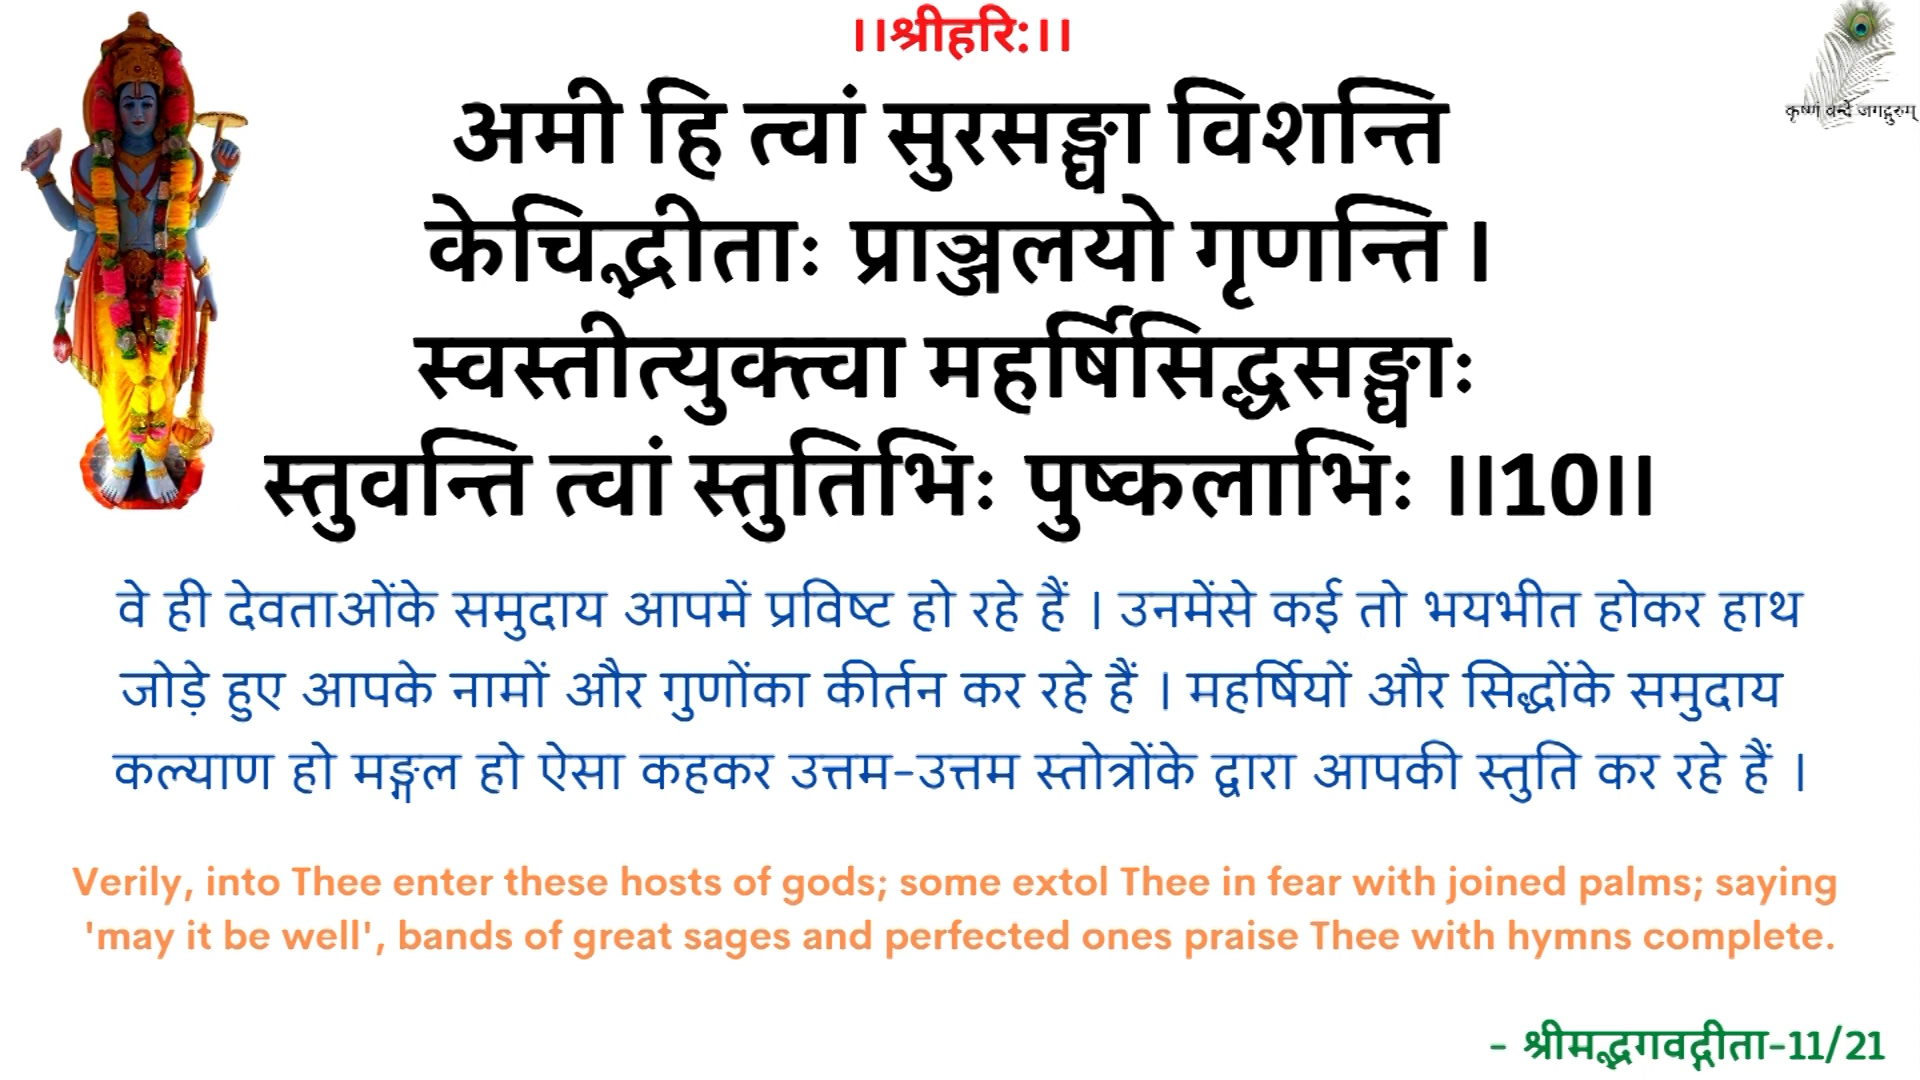 ।।श्रीहरि:।।
कृष्णं वन्दे जगद्गुरुम्
अमी हि त्वां सुरसङ्घा विशन्ति
केचिद्भीताः प्राञ्जलयो गृणन्ति ।
स्वस्तीत्युक्त्वा महर्षिसिद्धसङ्घाः
स्तुवन्ति त्वां स्तुतिभिः पुष्कलाभिः ।।10।।
वे ही देवताओंके समुदाय आपमें प्रविष्ट हो रहे हैं । उनमेंसे कई तो भयभीत होकर हाथ
जोड़े हुए आपके नामों और गुणोंका कीर्तन कर रहे हैं । महर्षियों और सिद्धोंके समुदाय
कल्याण हो मङ्गल हो ऐसा कहकर उत्तम-उत्तम स्तोत्रोंके द्वारा आपकी स्तुति कर रहे हैं ।
Verily, into Thee enter these hosts of gods; some extol Thee in fear with joined palms; saying
'may it be well', bands of great sages and perfected ones praise Thee with hymns complete.
- श्रीमद्भगवद्गीता-11/21